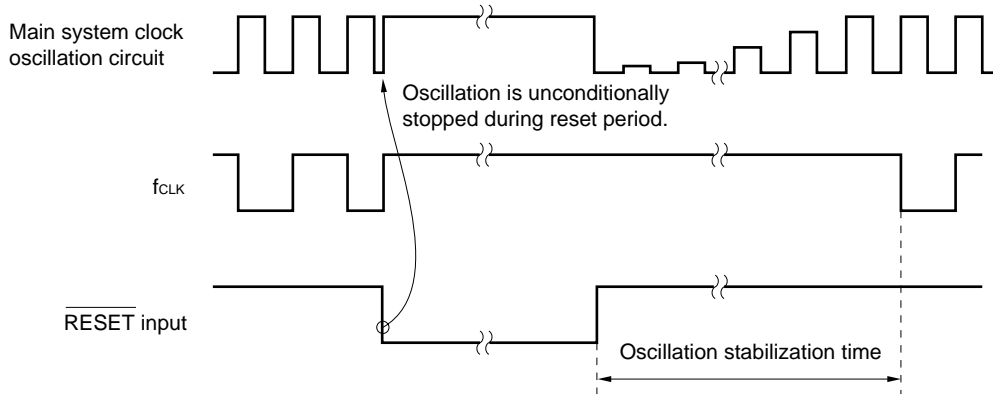 Main system clock
oscillation circuit
Oscillation is unconditionally
stopped during reset period.
fCLK
RESET input
Oscillation stabilization time